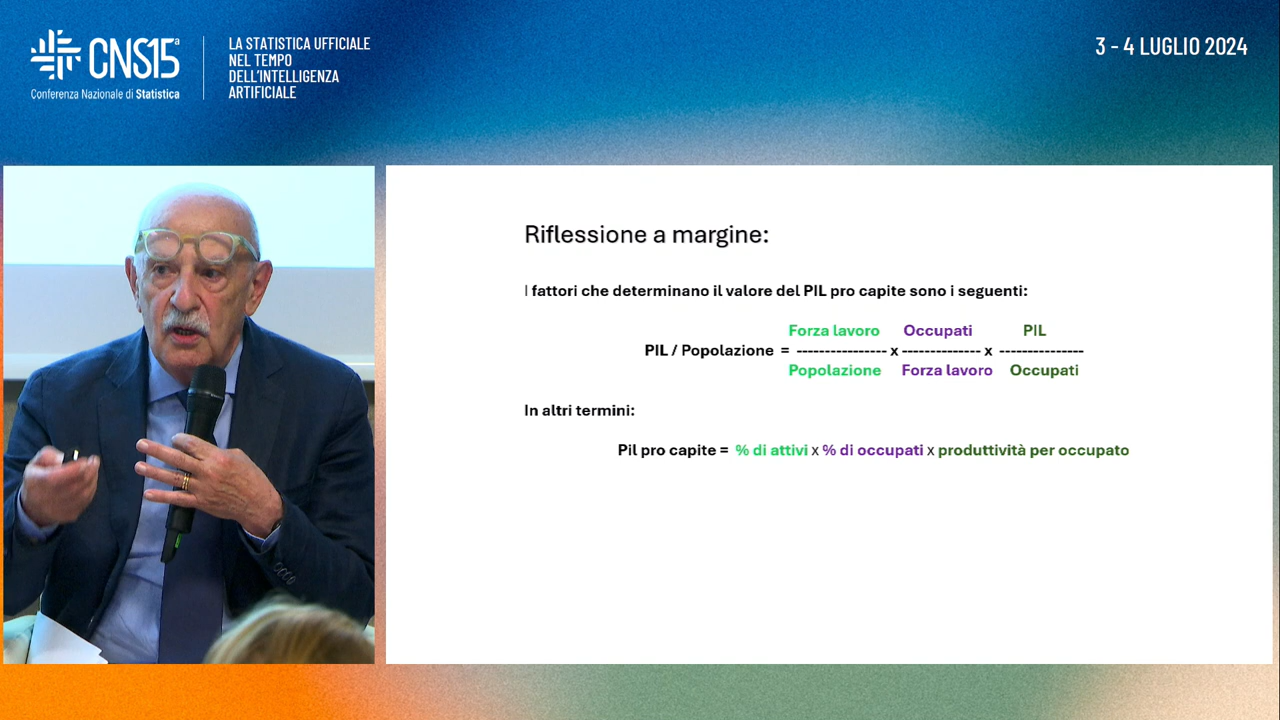 CNS15ª
Conferenza Nazionale di Statistica
LA STATISTICA UFFICIALE
NEL TEMPO
DELL'INTELLIGENZA
ARTIFICIALE
3 - 4 LUGLIO 2024
Riflessione a margine:
I fattori che determinano il valore del PIL pro capite sono i seguenti:
Forza lavoro Occupati PIL
PIL / Popolazione = ---------------- x -------------- x ---------------
Popolazione Forza lavoro Occupati
In altri termini:
Pil pro capite = % di attivi x % di occupati x produttività per occupato